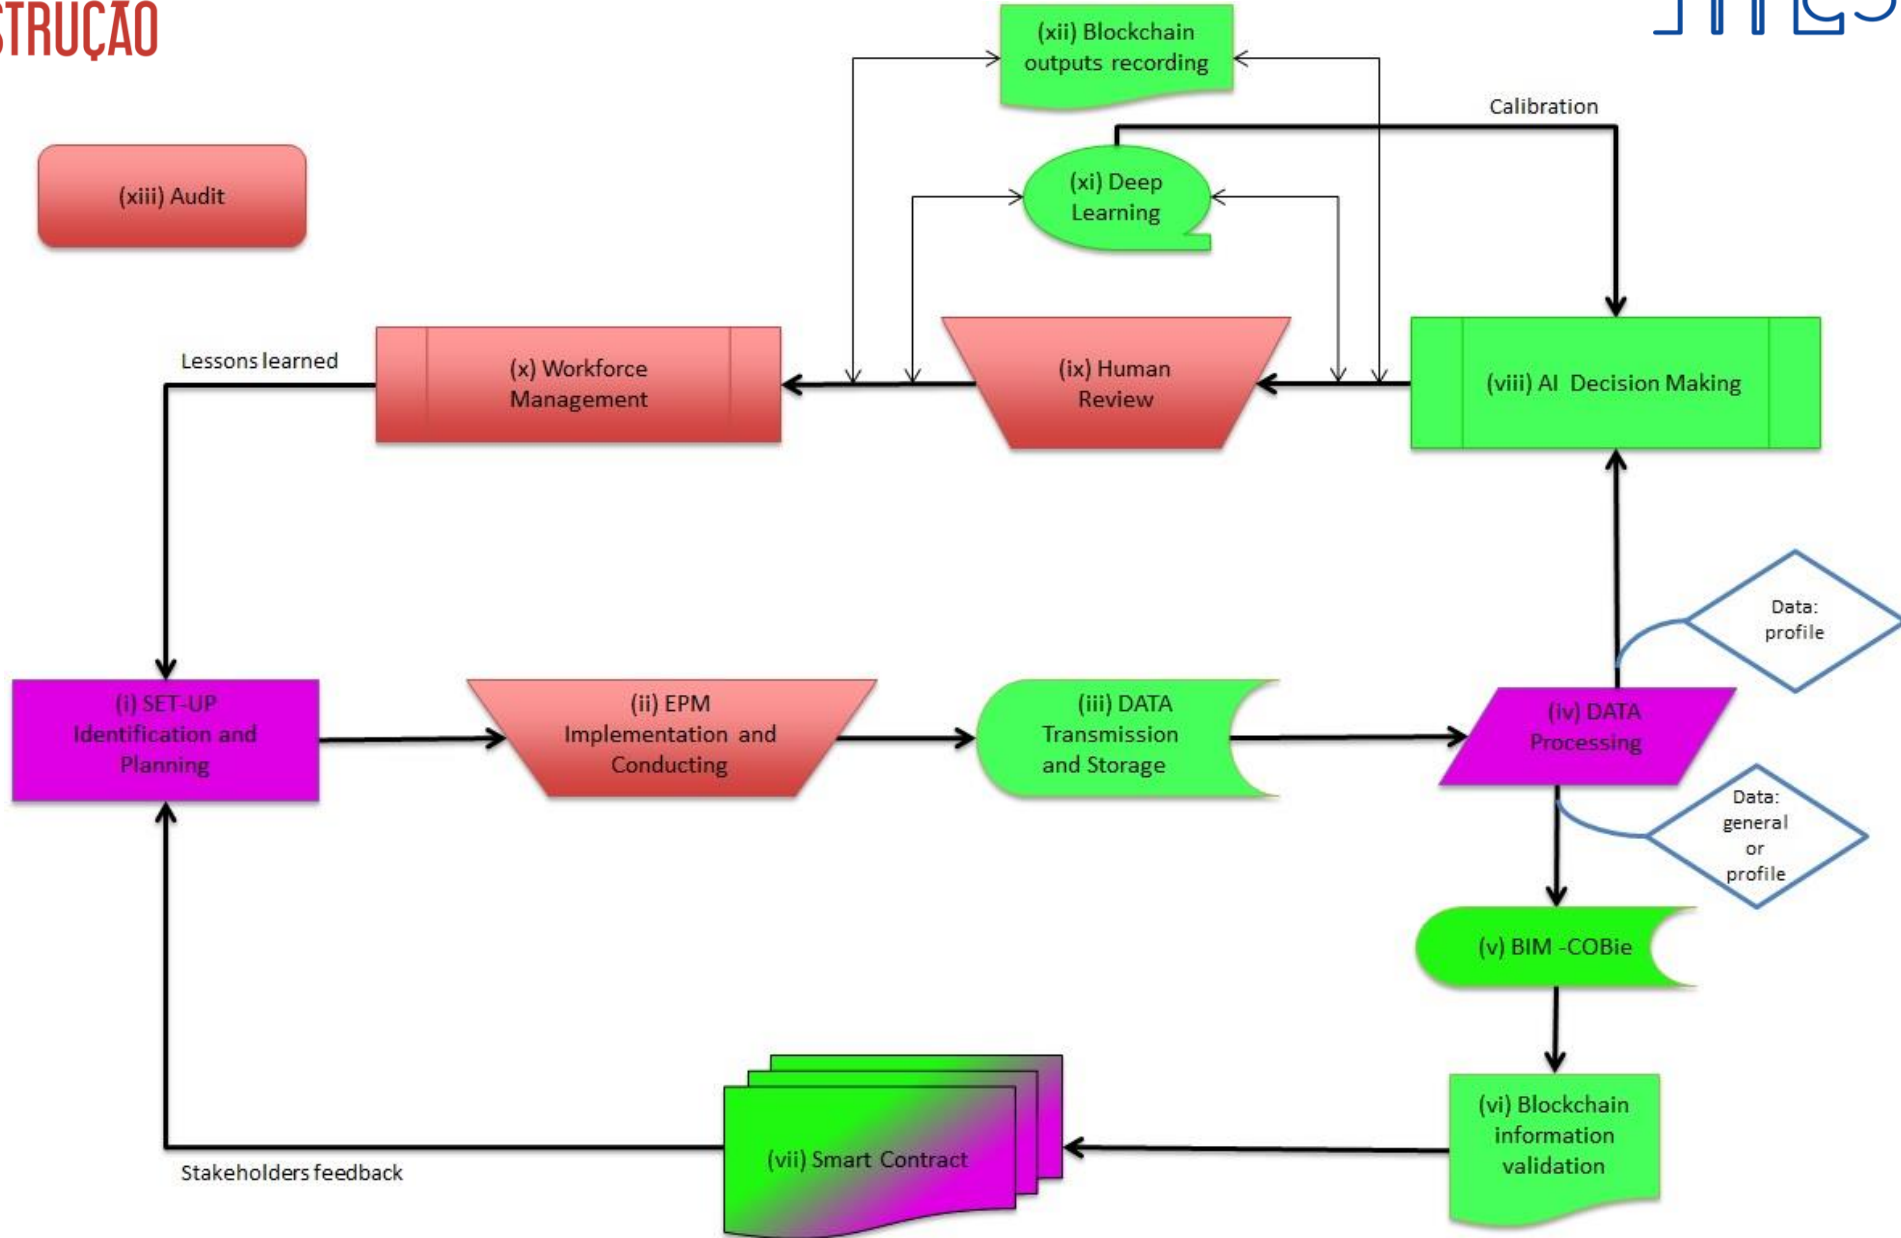 STRUÇÃO
(xii) Blockchain
outputs recording
Calibration
(xiii) Audit
(xi) Deep
Learning
Lessons learned
(x) Workforce
Management
(ix) Human
Review
(viii) AI Decision Making
Data:
profile
(i) SET-UP
Identification and
Planning
(ii) EPM
Implementation and
Conducting
(iii) DATA
Transmission
and Storage
(iv) DATA
Processing
Data:
general
or
profile
(v) BIM -COBie
(vi) Blockchain
information
validation
(vii) Smart Contract
Stakeholders feedback